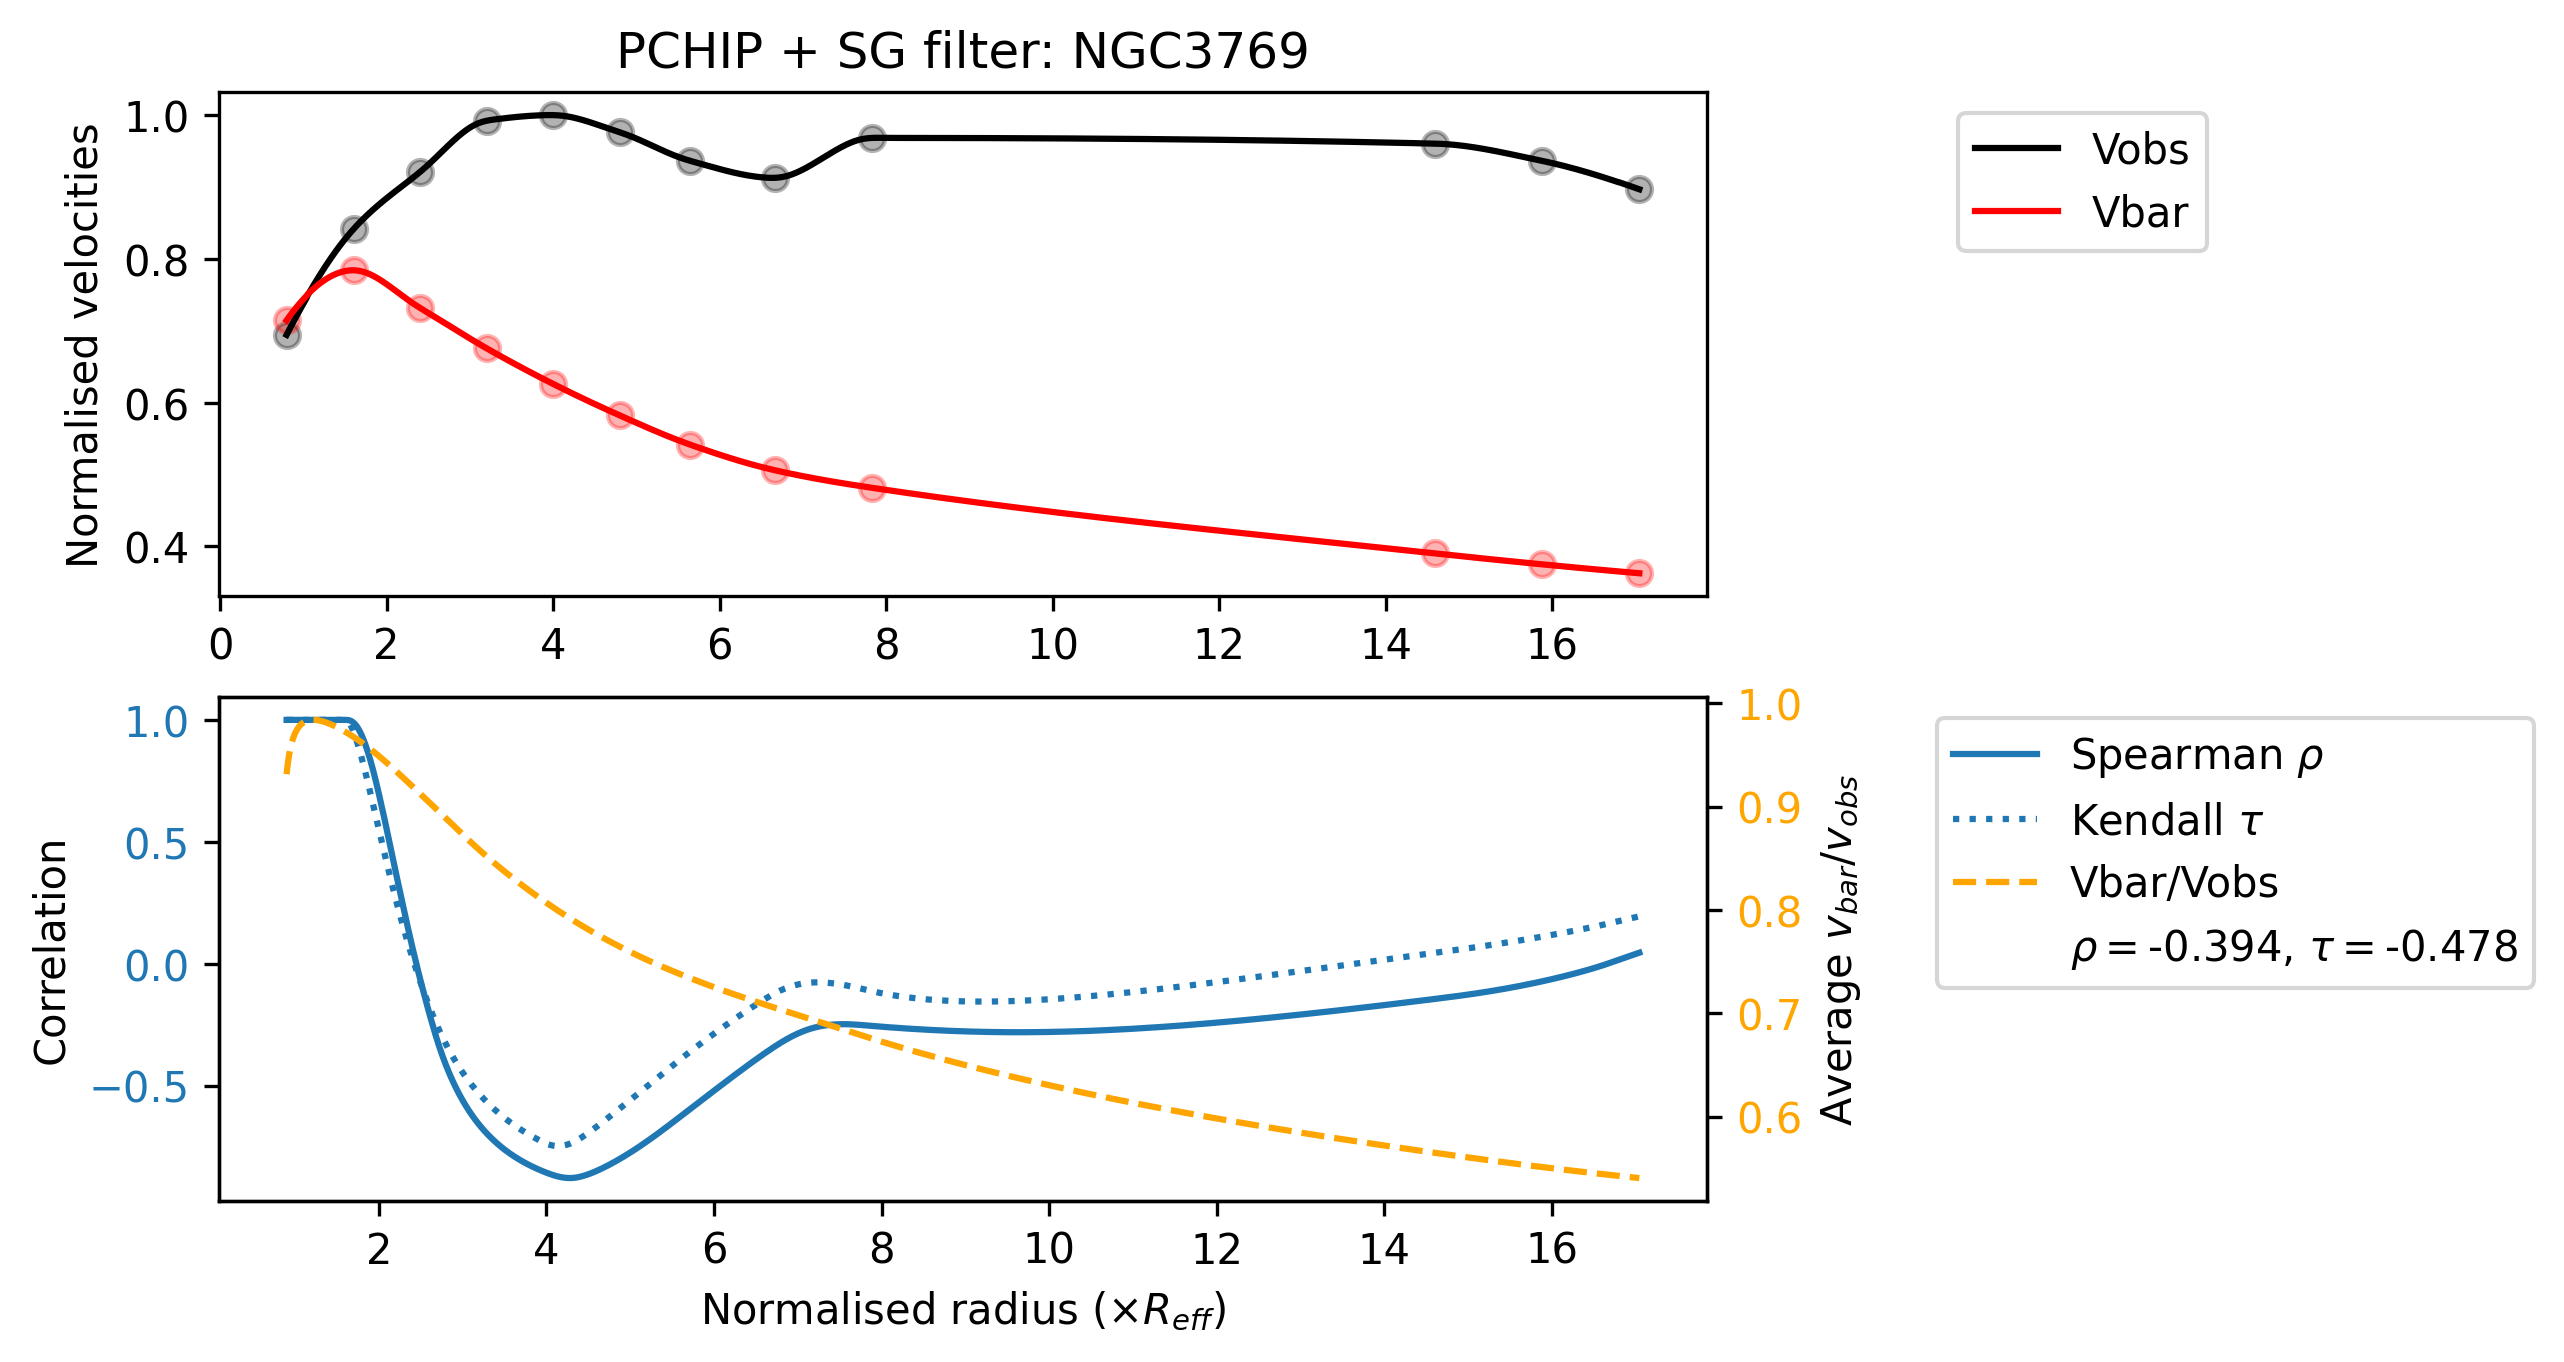 PCHIP + SG filter: NGC3769
Normalised velocities
1.0
0.8
0.6
0.4
0 2 4 6 8 10 12 14 16
Vobs
Vbar
Correlation
1.0
0.5
0.0
−0.5
2 4 6 8 10 12 14 16
Normalised radius (×R_eff)
1.0
0.9
0.8
0.7
0.6
Average v_bar/v_obs
Spearman ρ
Kendall τ
Vbar/Vobs
ρ = -0.394, τ = -0.478